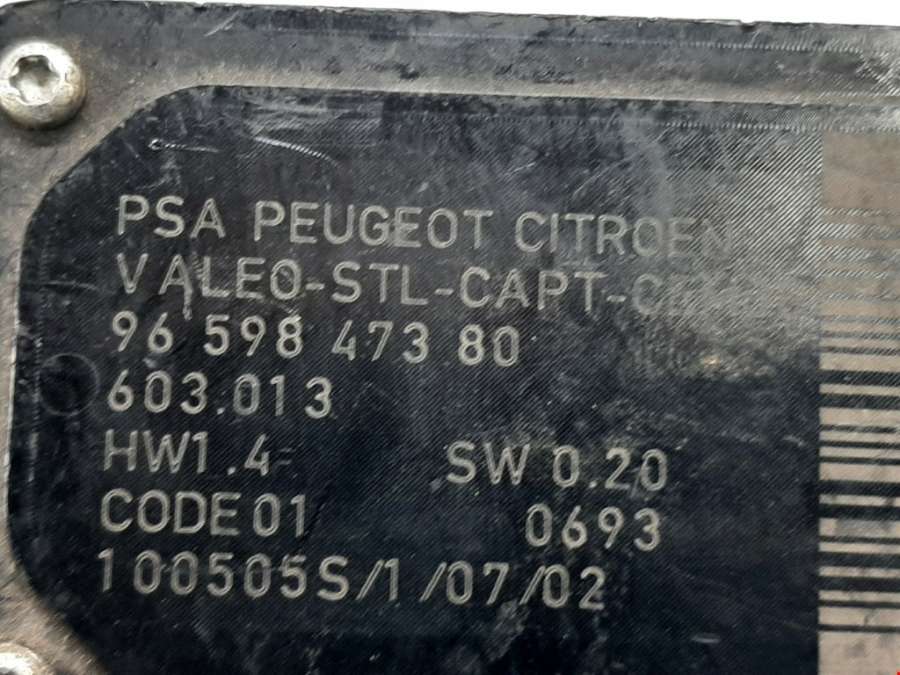 PSA PEUGEOT CITROEN
VALEO-STL-CAPT-
96 598 473 80
603.013
HW1.4 SW 0.20
CODE 01 0693
100505S/1/07/02